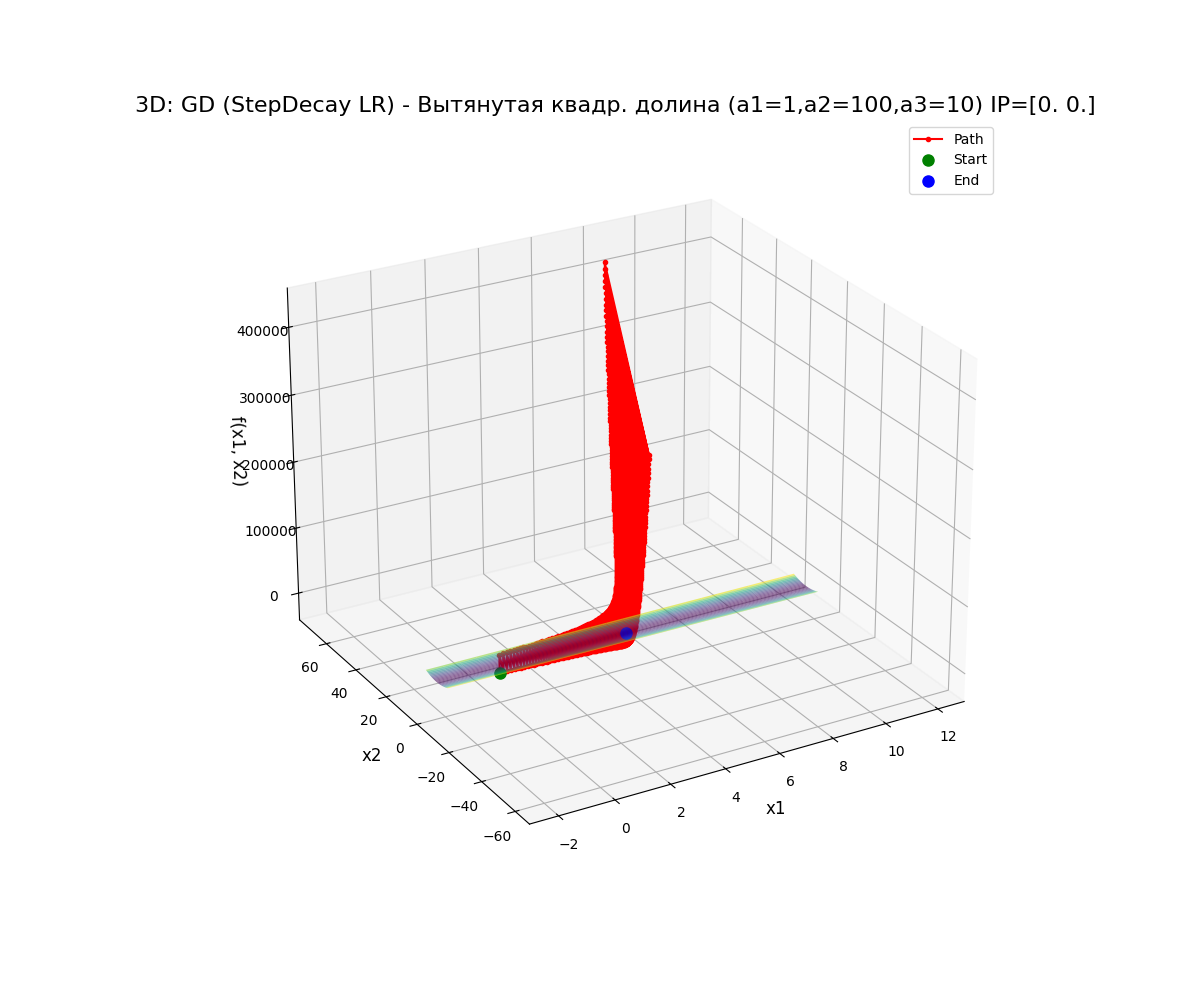 3D: GD (StepDecay LR) - Вытянутая квадр. долина (a1=1,a2=100,a3=10) IP=[0. 0.]
Path
Start
End
400000
300000
200000
100000
0
f(x1, x2)
60
40
20
0
−20
−40
−60
x2
−2
0
2
4
6
8
10
12
x1